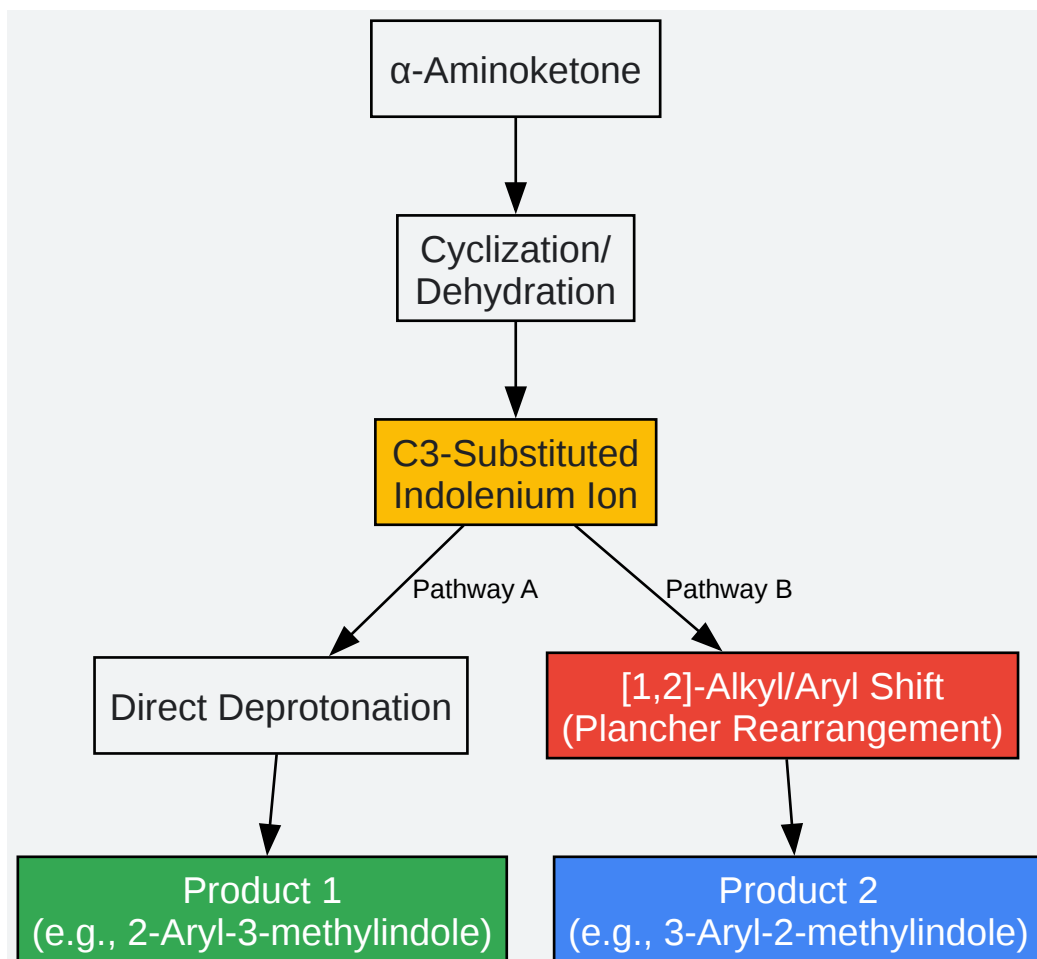 α-Aminoketone
Cyclization/
Dehydration
C3-Substituted
Indolenium Ion
Pathway A
Pathway B
Direct Deprotonation
[1,2]-Alkyl/Aryl Shift
(Plancher Rearrangement)
Product 1
(e.g., 2-Aryl-3-methylindole)
Product 2
(e.g., 3-Aryl-2-methylindole)